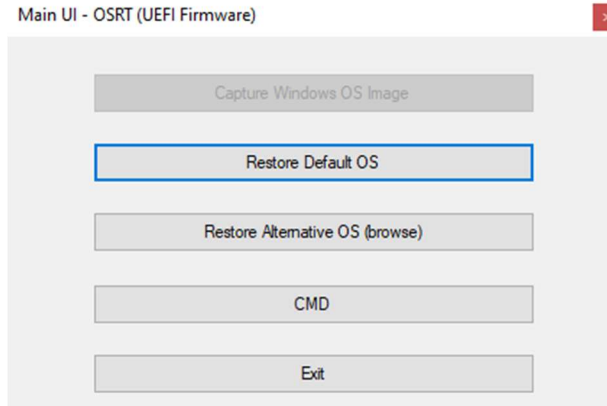 Main UI - OSRT (UEFI Firmware)
Capture Windows OS Image
Restore Default OS
Restore Alternative OS (browse)
CMD
Exit